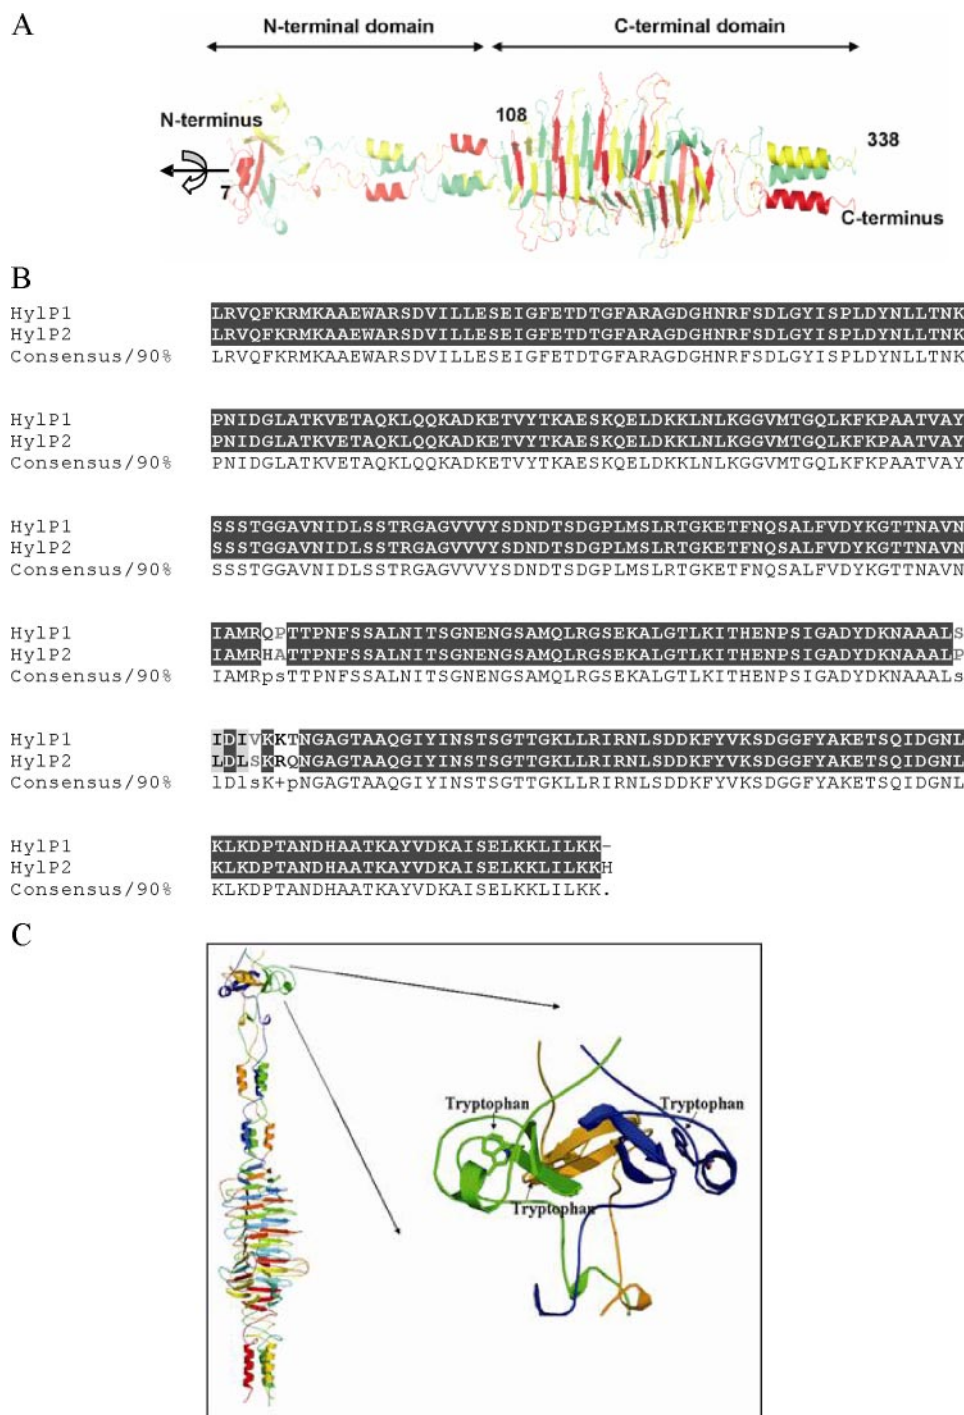 A
N-terminal domain
C-terminal domain
N-terminus
7
108
338
C-terminus
B
HylP1 LRVQFKRMKAAEWARSDVILLESEIGFETDTGFARAGDGHNRFSDLGYISPLDYNLLTNK
HylP2 LRVQFKRMKAAEWARSDVILLESEIGFETDTGFARAGDGHNRFSDLGYISPLDYNLLTNK
Consensus/90% LRVQFKRMKAAEWARSDVILLESEIGFETDTGFARAGDGHNRFSDLGYISPLDYNLLTNK
HylP1 PNIDGLATKVETAQKLQQKADKETVYTKAESKQELDKKLNLKGGVMTGQLKFKPAATVAY
HylP2 PNIDGLATKVETAQKLQQKADKETVYTKAESKQELDKKLNLKGGVMTGQLKFKPAATVAY
Consensus/90% PNIDGLATKVETAQKLQQKADKETVYTKAESKQELDKKLNLKGGVMTGQLKFKPAATVAY
HylP1 SSSTGGAVNIDLSSTRGAGVVVYSDNDTSDGPLMSLRTGKETFNQSALFVDYKGTTNAVN
HylP2 SSSTGGAVNIDLSSTRGAGVVVYSDNDTSDGPLMSLRTGKETFNQSALFVDYKGTTNAVN
Consensus/90% SSSTGGAVNIDLSSTRGAGVVVYSDNDTSDGPLMSLRTGKETFNQSALFVDYKGTTNAVN
HylP1 IAMRQPTTPNFSSALNITSGNENGSAMQLRGSEKALGTLKITHENPSIGADYDKNAAALS
HylP2 IAMRHATTPNFSSALNITSGNENGSAMQLRGSEKALGTLKITHENPSIGADYDKNAAALP
Consensus/90% IAMRpsTTPNFSSALNITSGNENGSAMQLRGSEKALGTLKITHENPSIGADYDKNAAALs
HylP1 IDIVKKTNGAGTAAQGIYINSTSGTTGKLLRIRNLSDDKFYVKSDGGFYAKETSQIDGNL
HylP2 LDLSKRQNGAGTAAQGIYINSTSGTTGKLLRIRNLSDDKFYVKSDGGFYAKETSQIDGNL
Consensus/90% lDlsK+pNGAGTAAQGIYINSTSGTTGKLLRIRNLSDDKFYVKSDGGFYAKETSQIDGNL
HylP1 KLKDPTANDHAATKAYVDKAISELKKLILKK-
HylP2 KLKDPTANDHAATKAYVDKAISELKKLILKKH
Consensus/90% KLKDPTANDHAATKAYVDKAISELKKLILKK.
C
Tryptophan
Tryptophan
Tryptophan